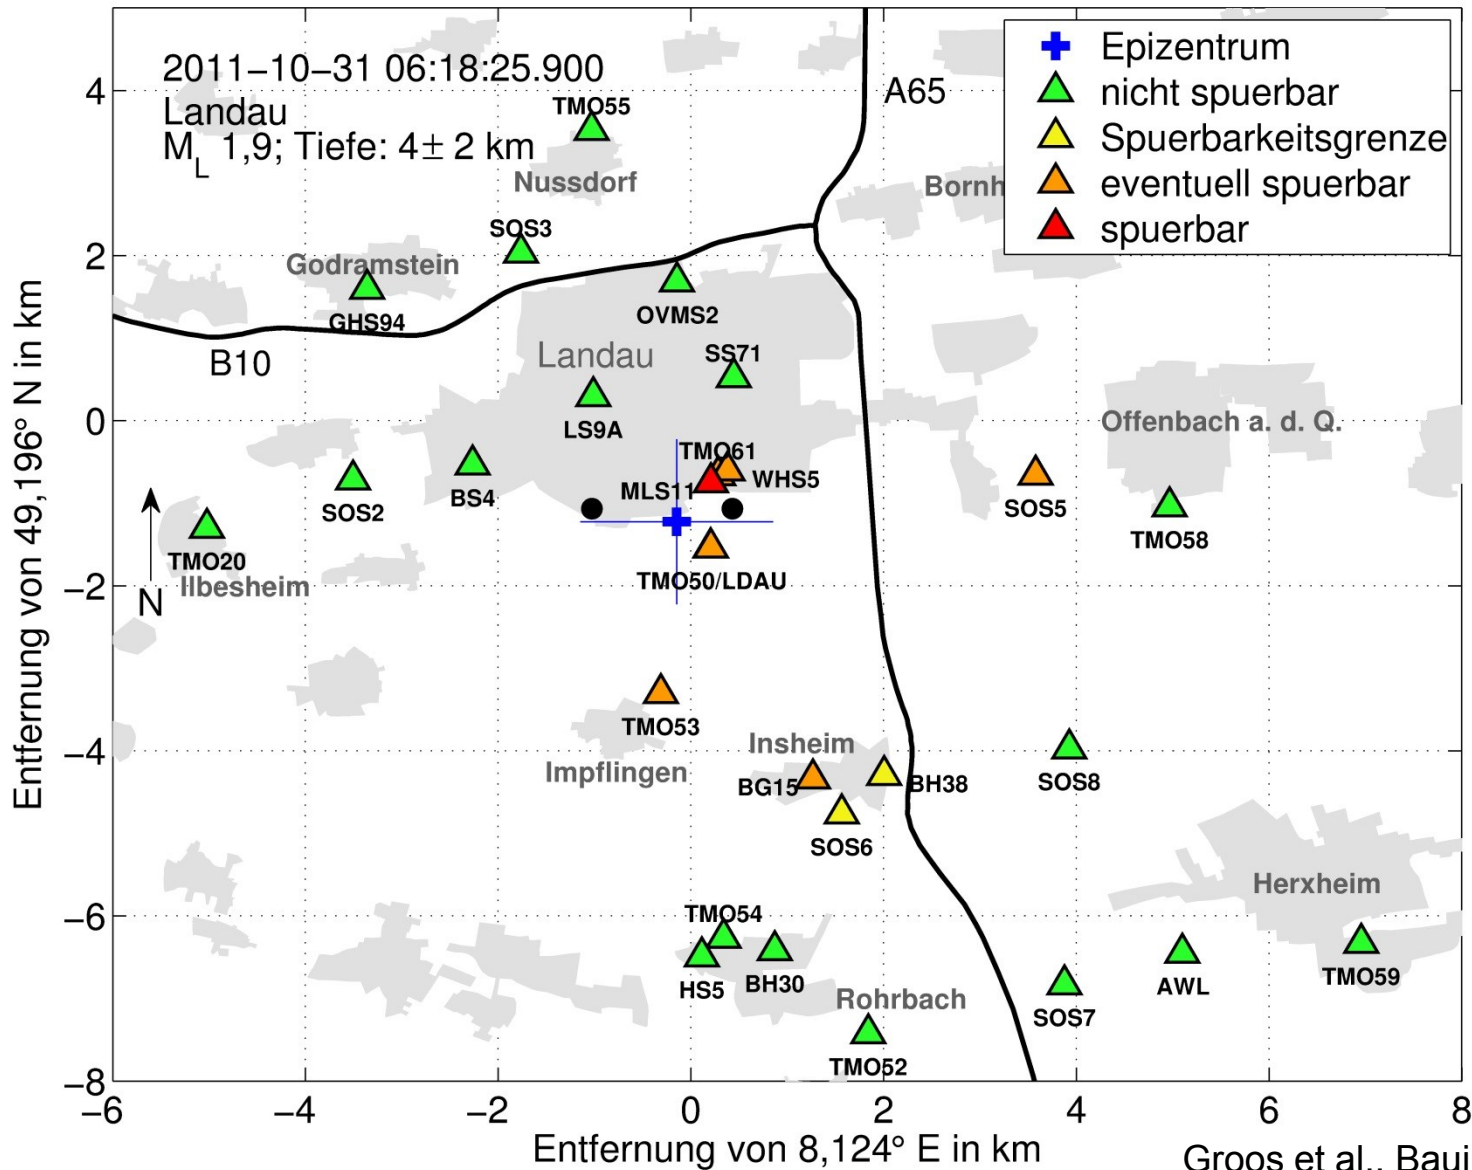 2011–10–31 06:18:25.900
Landau
M_L 1,9; Tiefe: 4± 2 km
Epizentrum
nicht spuerbar
Spuerbarkeitsgrenze
eventuell spuerbar
spuerbar
A65
TMO55
Nussdorf
Bornh
SOS3
Godramstein
GHS94
B10
OVMS2
Landau
SS71
LS9A
Offenbach a. d. Q.
TMO61
WHS5
MLS11
BS4
SOS2
SOS5
TMO58
TMO20
Ilbesheim
N
TMO50/LDAU
TMO53
Impflingen
Insheim
BG15
BH38
SOS6
SOS8
Herxheim
TMO54
HS5
BH30
Rohrbach
TMO52
SOS7
AWL
TMO59
4
2
0
−2
−4
−6
−8
−6
−4
−2
0
2
4
6
8
Entfernung von 49,196° N in km
Entfernung von 8,124° E in km
Groos et al., Bauj